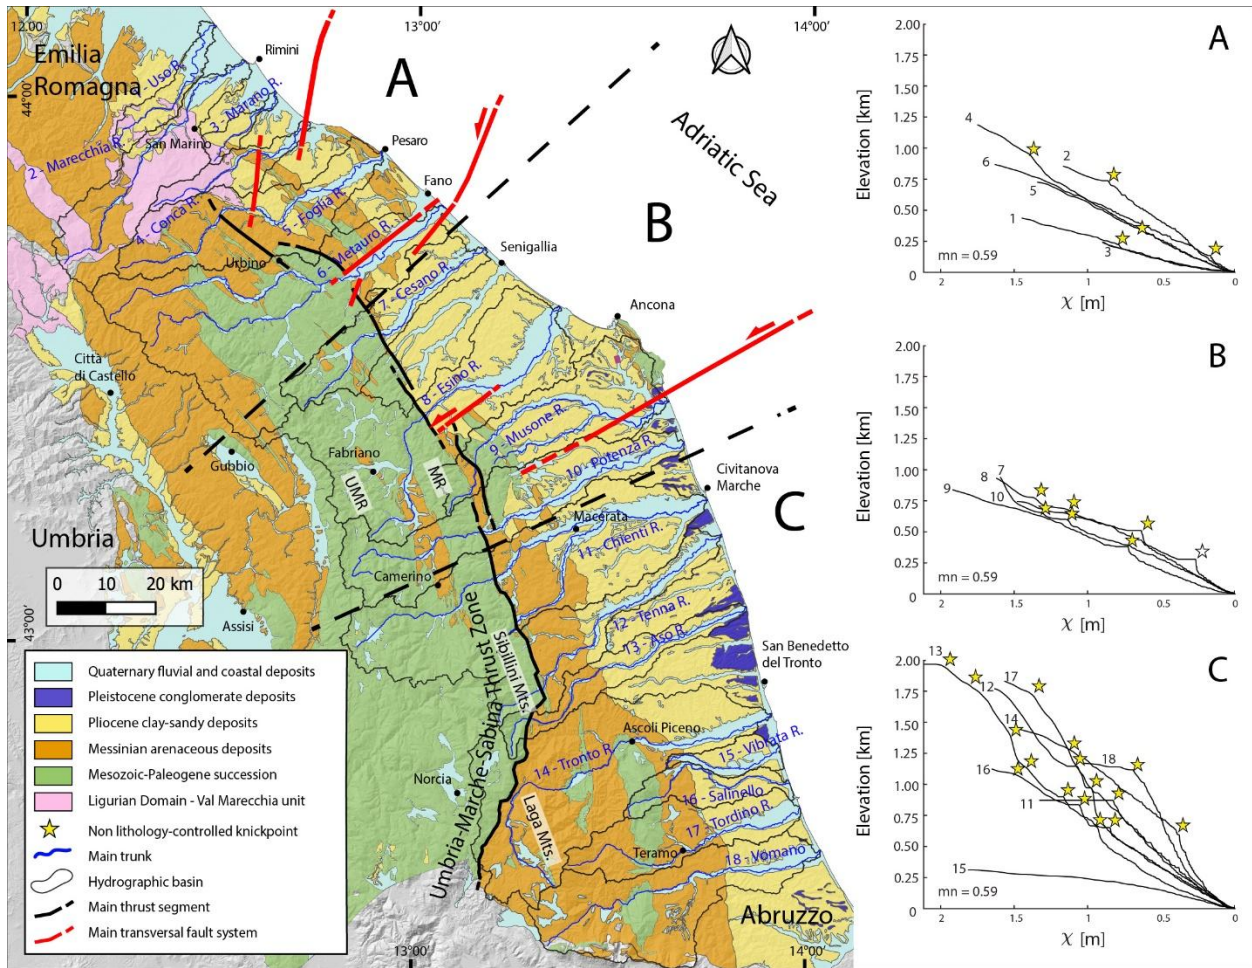 12°00'
13°00'
14°00'
44°00'
43°00'
13°00'
14°00'
Emilia
Romagna
Rimini
A
- Uso R.
3 - Marano R.
San Marino
2 - Marecchia R.
Pesaro
Adriatic Sea
4 - Conca R.
5 - Foglia R.
Fano
B
6 - Metauro R.
Urbino
Senigallia
7 - Cesano R.
Ancona
Città
di Castello
8 - Esino R.
9 - Musone R.
Gubbio
Fabriano
UMR
MR
10 - Potenza R.
Civitanova
Marche
Macerata
C
11 - Chienti R.
Umbria
0 10 20 km
Camerino
Assisi
12 - Tenna R.
13 - Aso R.
Sibillini Mts.
Umbria-Marche-Sabina Thrust Zone
San Benedetto
del Tronto
Ascoli Piceno
14 - Tronto R.
15 - Vibrata R.
Norcia
16 - Salinello
17 - Tordino R.
Laga Mts.
Teramo
18 - Vomano
Abruzzo
Quaternary fluvial and coastal deposits
Pleistocene conglomerate deposits
Pliocene clay-sandy deposits
Messinian arenaceous deposits
Mesozoic-Paleogene succession
Ligurian Domain - Val Marecchia unit
Non lithology-controlled knickpoint
Main trunk
Hydrographic basin
Main thrust segment
Main transversal fault system
A
Elevation [km]
2.00
1.75
1.50
1.25
1.00
0.75
0.50
0.25
0
4
2
6
5
1
3
mn = 0.59
2 1.5 1 0.5 0
χ [m]
B
Elevation [km]
2.00
1.75
1.50
1.25
1.00
0.75
0.50
0.25
0
7
8
9
10
mn = 0.59
2 1.5 1 0.5 0
χ [m]
C
Elevation [km]
2.00
1.75
1.50
1.25
1.00
0.75
0.50
0.25
0.00
13
17
12
14
18
16
11
15
mn = 0.59
2 1.5 1 0.5 0
χ [m]